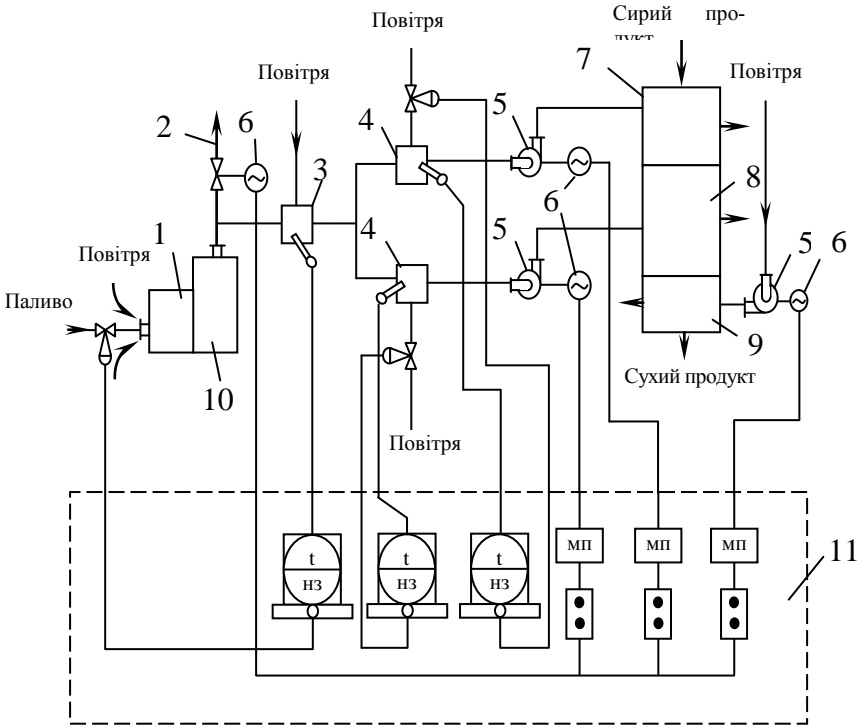 Повітря
Сирий про-
дукт
7
Повітря
Повітря
2
6
5
4
3
8
6
4
5
5
6
1
Повітря
Паливо
10
9
Сухий продукт
Повітря
t
нз
t
нз
t
нз
мп
мп
мп
11